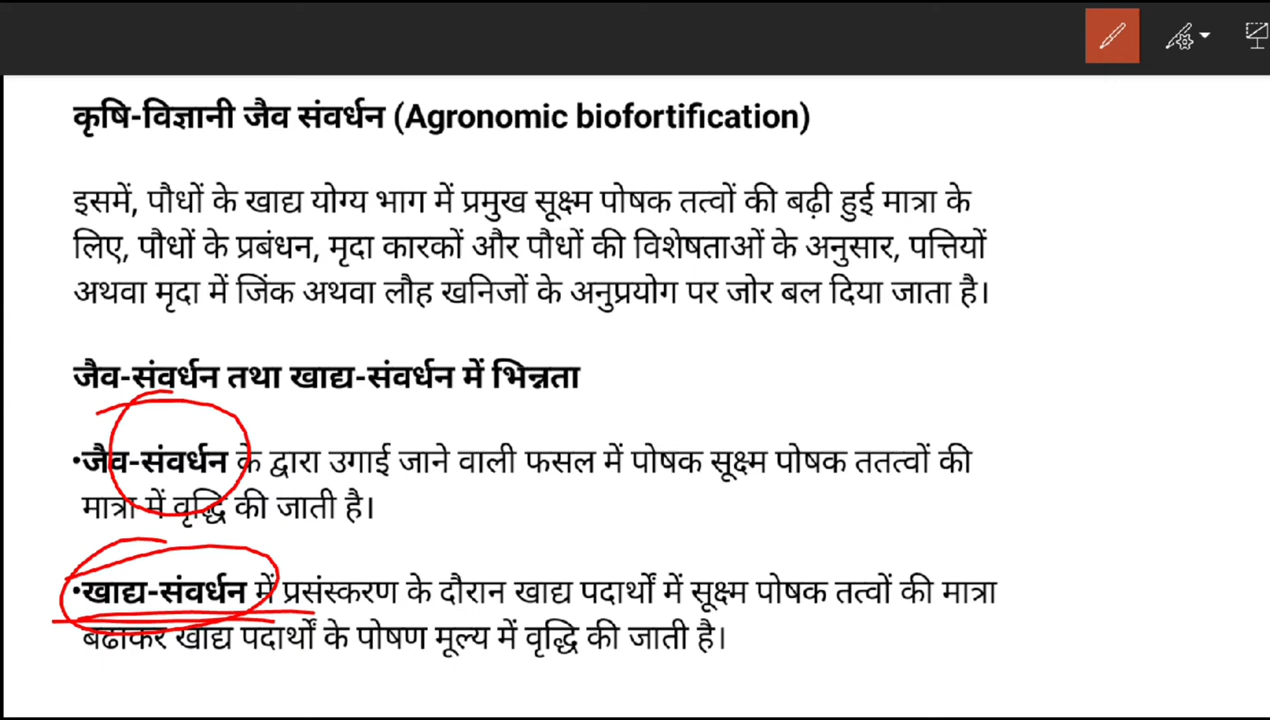 कृषि-विज्ञानी जैव संवर्धन (Agronomic biofortification)
इसमें, पौधों के खाद्य योग्य भाग में प्रमुख सूक्ष्म पोषक तत्वों की बढ़ी हुई मात्रा के
लिए, पौधों के प्रबंधन, मृदा कारकों और पौधों की विशेषताओं के अनुसार, पत्तियों
अथवा मृदा में जिंक अथवा लौह खनिजों के अनुप्रयोग पर जोर बल दिया जाता है।
जैव-संवर्धन तथा खाद्य-संवर्धन में भिन्नता
•जैव-संवर्धन के द्वारा उगाई जाने वाली फसल में पोषक सूक्ष्म पोषक ततत्वों की
मात्रा में वृद्धि की जाती है।
•खाद्य-संवर्धन में प्रसंस्करण के दौरान खाद्य पदार्थों में सूक्ष्म पोषक तत्वों की मात्रा
बढाकर खाद्य पदार्थों के पोषण मूल्य में वृद्धि की जाती है।